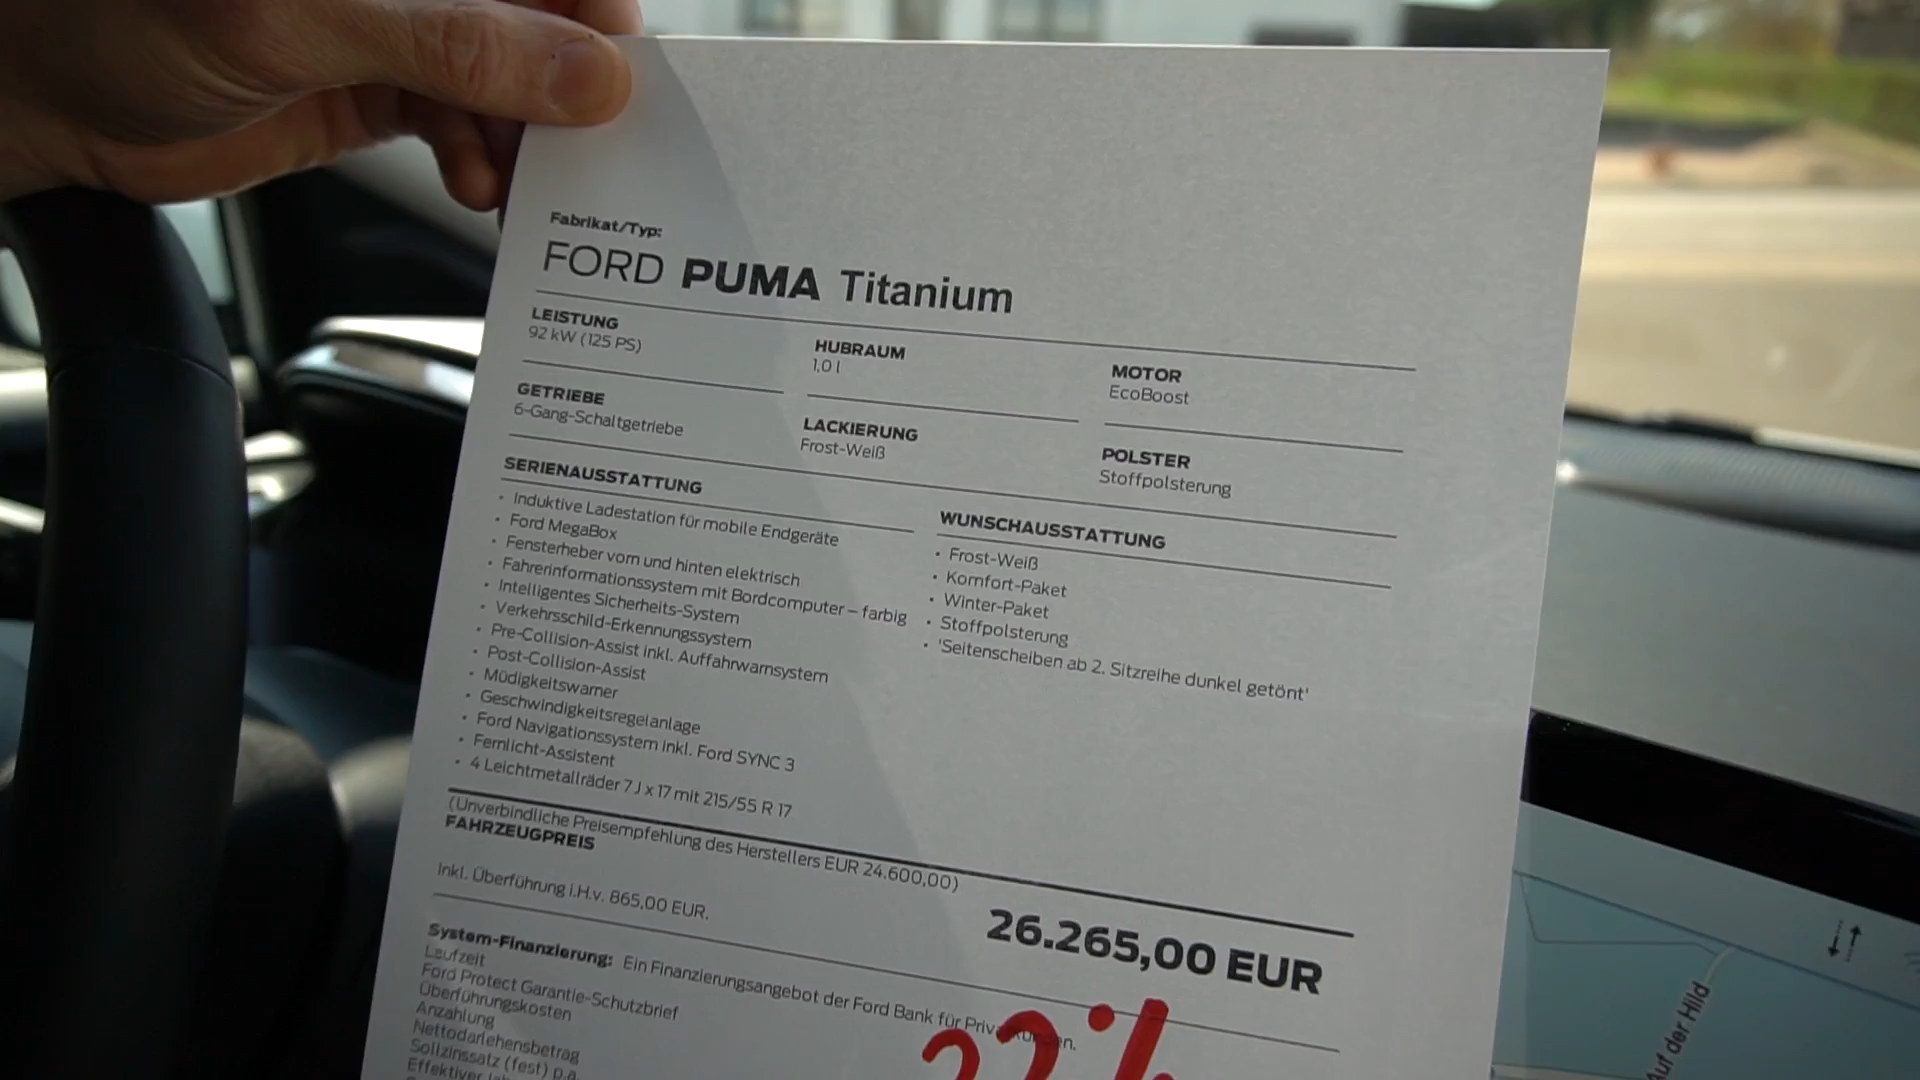 Fabrikat/Typ:
FORD PUMA Titanium
LEISTUNG
92 kW (125 PS)
HUBRAUM
1,0 l
MOTOR
EcoBoost
GETRIEBE
6-Gang-Schaltgetriebe
LACKIERUNG
Frost-Weiß
POLSTER
Stoffpolsterung
SERIENAUSSTATTUNG
• Induktive Ladestation für mobile Endgeräte
• Ford MegaBox
• Fensterheber vorn und hinten elektrisch
• Fahrerinformationssystem mit Bordcomputer – farbig
• Intelligentes Sicherheits-System
• Verkehrsschild-Erkennungssystem
• Pre-Collision-Assist inkl. Auffahrwarnsystem
• Post-Collision-Assist
• Müdigkeitswarner
• Geschwindigkeitsregelanlage
• Ford Navigationssystem inkl. Ford SYNC 3
• Fernlicht-Assistent
• 4 Leichtmetallräder 7 J x 17 mit 215/55 R 17
WUNSCHAUSSTATTUNG
• Frost-Weiß
• Komfort-Paket
• Winter-Paket
• Stoffpolsterung
• 'Seitenscheiben ab 2. Sitzreihe dunkel getönt'
(Unverbindliche Preisempfehlung des Herstellers EUR 24.600,00)
FAHRZEUGPREIS
26.265,00 EUR
Inkl. Überführung i.H.v. 865,00 EUR.
System-Finanzierung: Ein Finanzierungsangebot der Ford Bank für
Laufzeit
Ford Protect Garantie-Schutzbrief
Überführungskosten
Anzahlung
Nettodarlehensbetrag
Sollzinssatz (fest) p.a.
Effektiver
Auf der Hild